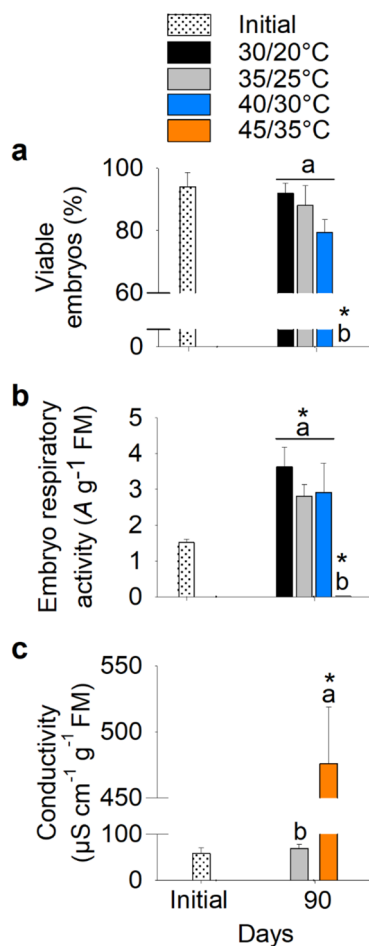 Initial
30/20°C
35/25°C
40/30°C
45/35°C
a
Viable
embryos (%)
100
80
60
0
a
*
b
b
Embryo respiratory
activity (A g⁻¹ FM)
5
4
3
2
1
0
*
a
*
b
c
Conductivity
(µS cm⁻¹ g⁻¹ FM)
550
500
450
100
0
b
*
a
Initial 90
Days